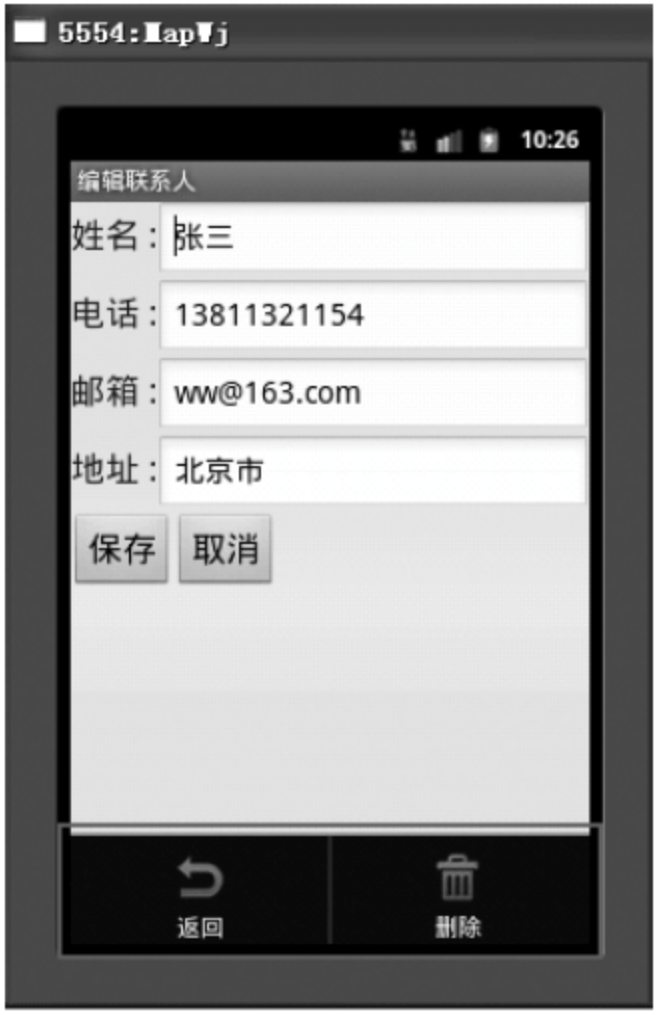 5554:MapWj
10:26
编辑联系人
姓名：张三
电话：13811321154
邮箱：ww@163.com
地址：北京市
保存 取消
返回 删除